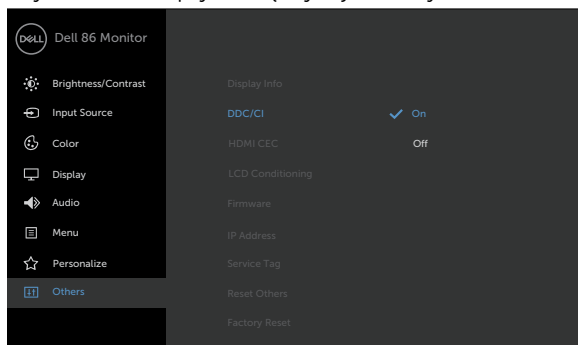 DELL Dell 86 Monitor
Brightness/Contrast
Display Info
Input Source
DDC/CI ✓ On
Color
HDMI CEC Off
Display
LCD Conditioning
Audio
Firmware
Menu
IP Address
Personalize
Service Tag
Others
Reset Others
Factory Reset